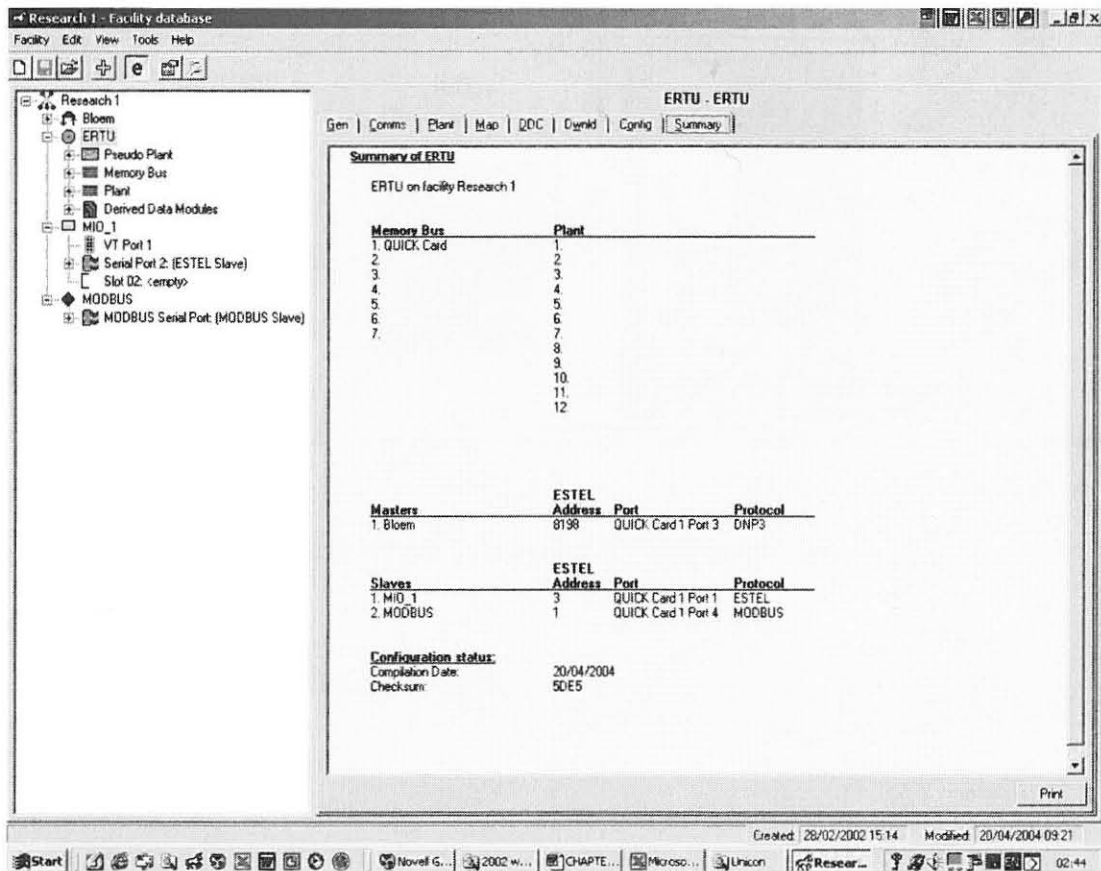 Research 1 - Facility database
Facility Edit View Tools Help
Research 1
Bloem
ERTU
Pseudo Plant
Memory Bus
Plant
Derived Data Modules
MIO_1
VT Port 1
Serial Port 2: (ESTEL Slave)
Slot 02: <empty>
MODBUS
MODBUS Serial Port: (MODBUS Slave)
ERTU - ERTU
Gen Comms Plant Map DDC Dwnld Config Summary
Summary of ERTU
ERTU on facility Research 1
Memory Bus Plant
1. QUICK Card 1.
2. 2.
3. 3.
4. 4.
5. 5.
6. 6.
7. 7.
8.
9.
10.
11.
12.
ESTEL
Masters Address Port Protocol
1. Bloem 8198 QUICK Card 1 Port 3 DNP3
ESTEL
Slaves Address Port Protocol
1. MIO_1 3 QUICK Card 1 Port 1 ESTEL
2. MODBUS 1 QUICK Card 1 Port 4 MODBUS
Configuration status:
Compilation Date: 20/04/2004
Checksum: 5DE5
Print
Created: 28/02/2002 15:14 Modified: 20/04/2004 09:21
Start Novell G... 2002 w... CHAPTE... Microso... Unicon Resear... 02:44